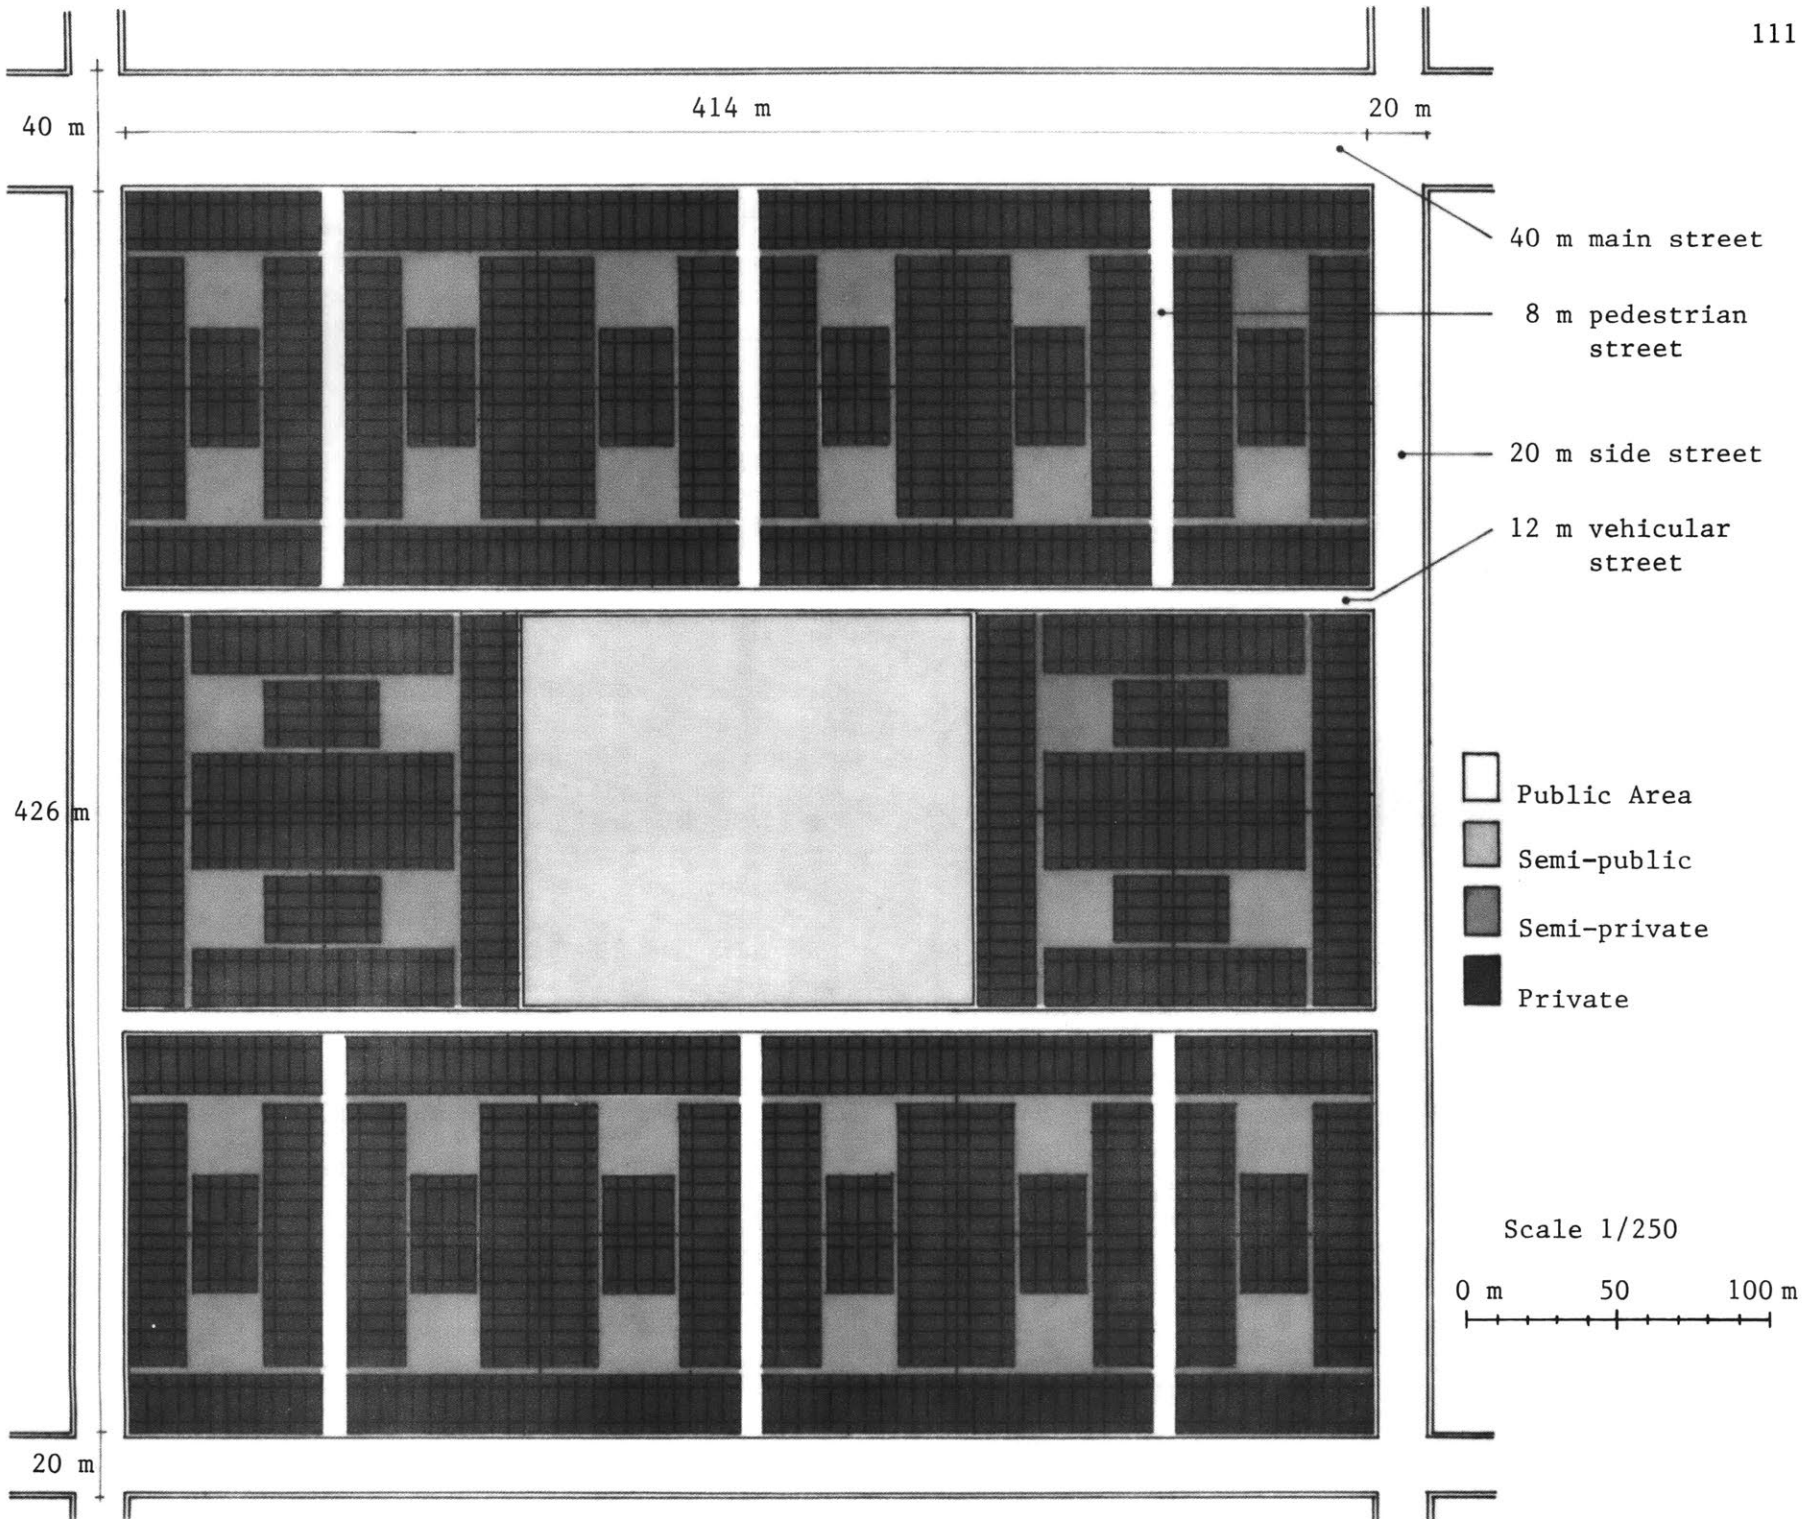 111
414 m
20 m
40 m
40 m main street
8 m pedestrian
street
20 m side street
12 m vehicular
street
426 m
Public Area
Semi-public
Semi-private
Private
Scale 1/250
0 m 50 100 m
20 m